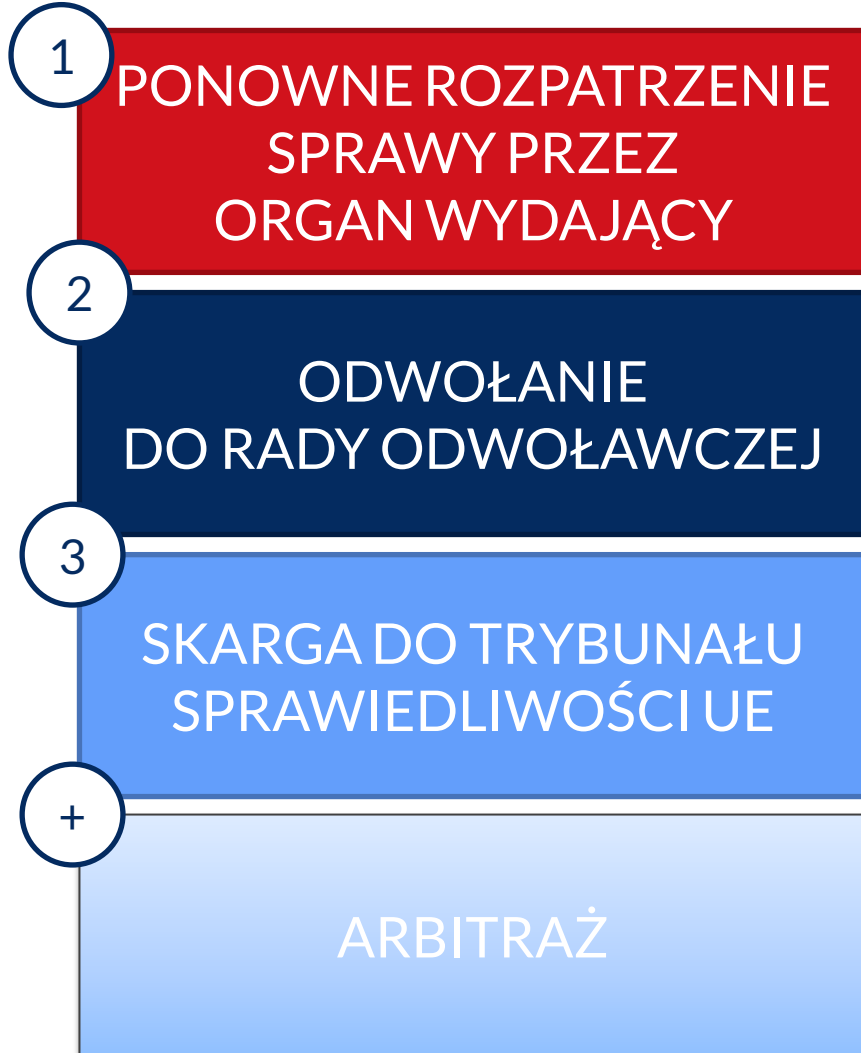 1
PONOWNE ROZPATRZENIE
SPRAWY PRZEZ
ORGAN WYDAJĄCY
2
ODWOŁANIE
DO RADY ODWOŁAWCZEJ
3
SKARGA DO TRYBUNAŁU
SPRAWIEDLIWOŚCI UE
+
ARBITRAŻ